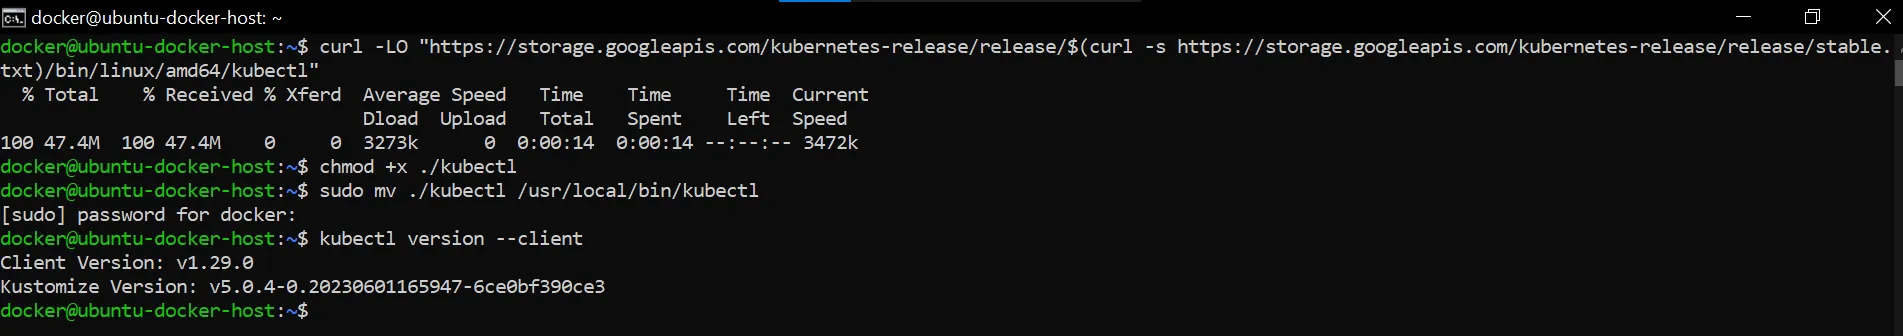 docker@ubuntu-docker-host: ~
docker@ubuntu-docker-host:~$ curl -LO "https://storage.googleapis.com/kubernetes-release/release/$(curl -s https://storage.googleapis.com/kubernetes-release/release/stable.
txt)/bin/linux/amd64/kubectl"
  % Total    % Received % Xferd  Average Speed   Time    Time     Time  Current
                                 Dload  Upload   Total   Spent    Left  Speed
100 47.4M  100 47.4M    0     0  3273k      0  0:00:14  0:00:14 --:--:-- 3472k
docker@ubuntu-docker-host:~$ chmod +x ./kubectl
docker@ubuntu-docker-host:~$ sudo mv ./kubectl /usr/local/bin/kubectl
[sudo] password for docker:
docker@ubuntu-docker-host:~$ kubectl version --client
Client Version: v1.29.0
Kustomize Version: v5.0.4-0.20230601165947-6ce0bf390ce3
docker@ubuntu-docker-host:~$